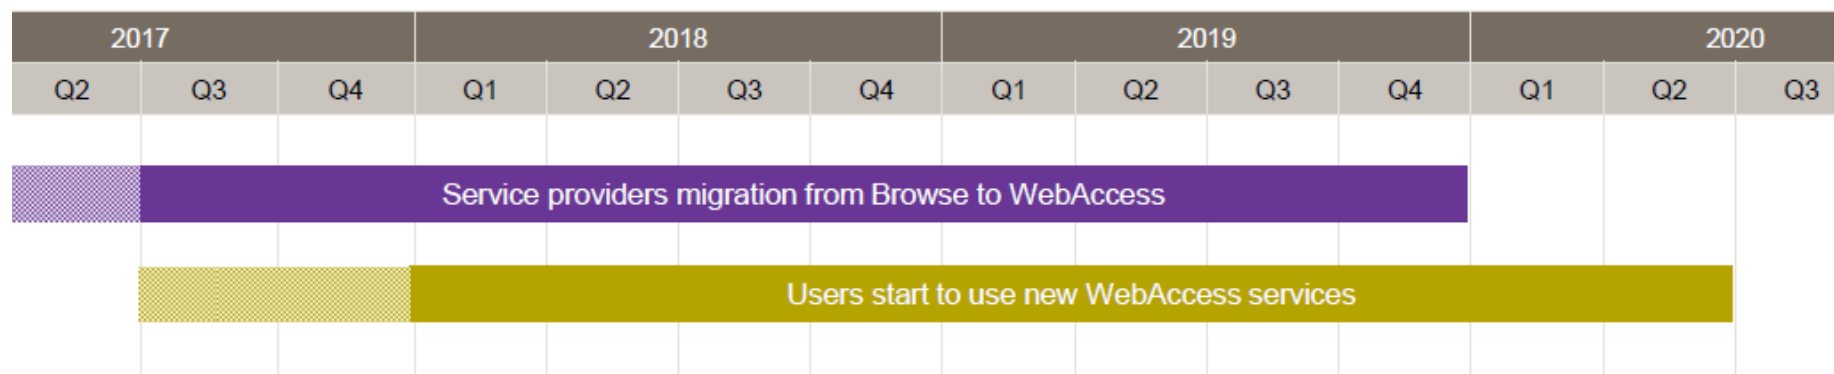 2017 2018 2019 2020
Q2 Q3 Q4 Q1 Q2 Q3 Q4 Q1 Q2 Q3 Q4 Q1 Q2 Q3
Service providers migration from Browse to WebAccess
Users start to use new WebAccess services